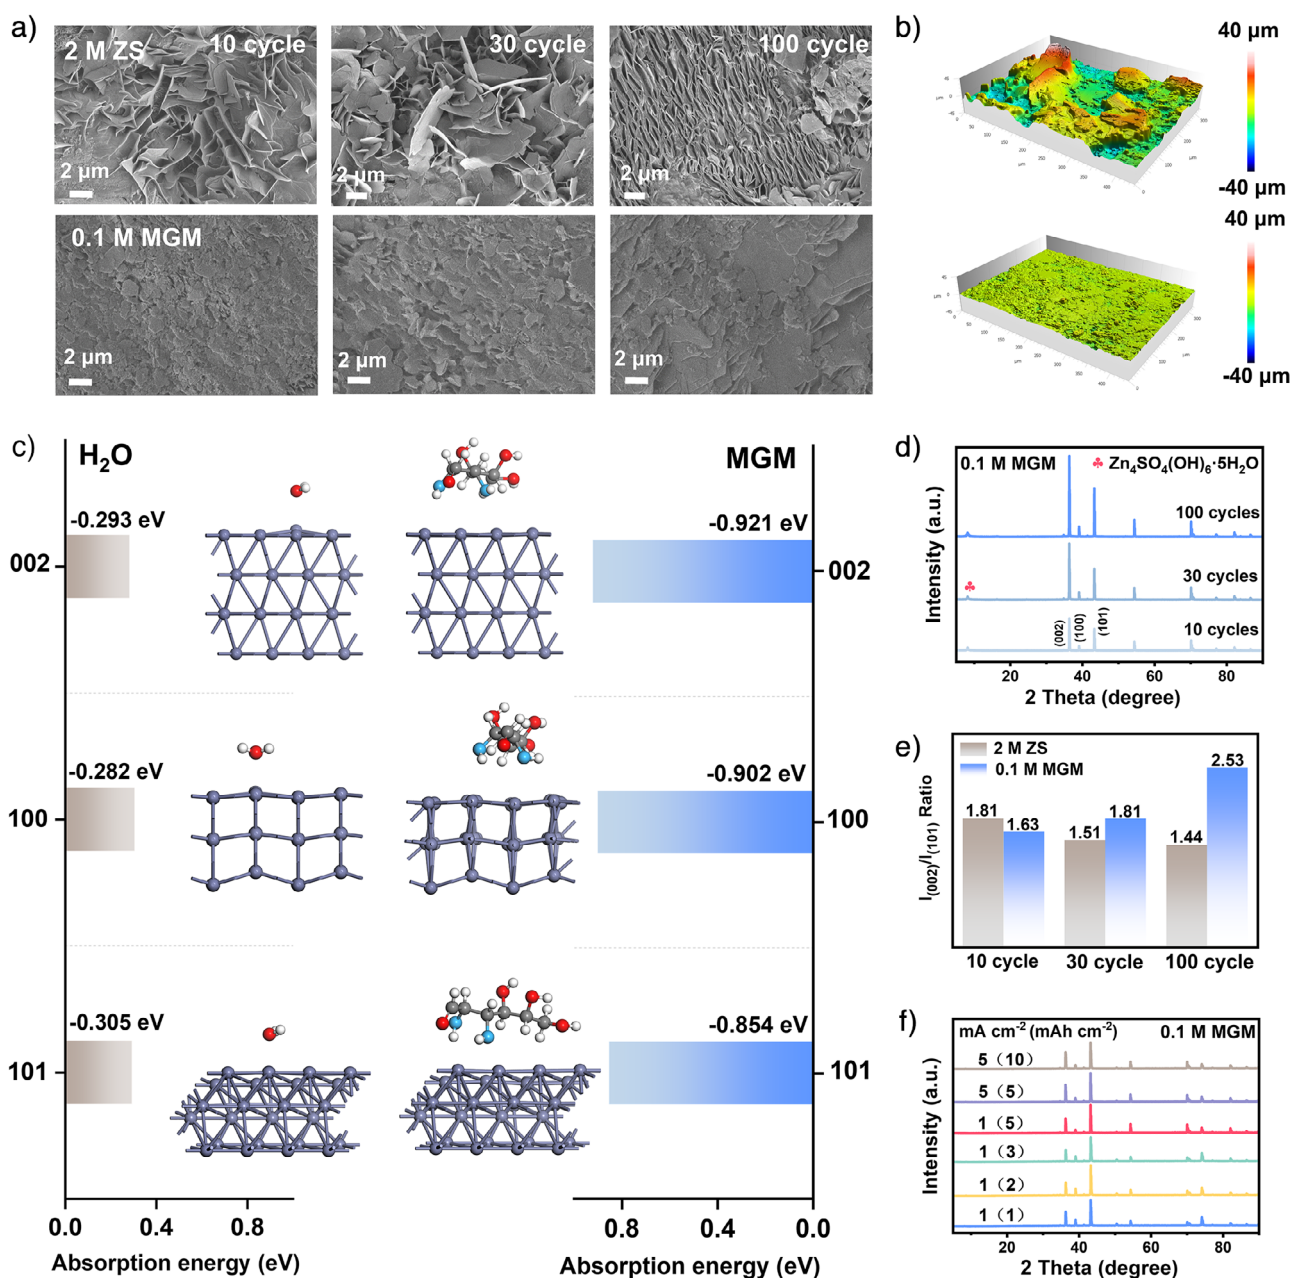 a)
2 M ZS
10 cycle
30 cycle
100 cycle
2 µm
2 µm
2 µm
0.1 M MGM
2 µm
2 µm
2 µm
b)
40 µm
-40 µm
40 µm
-40 µm
c)
H₂O
MGM
-0.293 eV
-0.921 eV
002
002
-0.282 eV
-0.902 eV
100
100
-0.305 eV
-0.854 eV
101
101
0.0 0.4 0.8
0.8 0.4 0.0
Absorption energy (eV)
Absorption energy (eV)
d)
0.1 M MGM
♣ Zn₄SO₄(OH)₆·5H₂O
100 cycles
30 cycles
♣
10 cycles
(002)
(100)
(101)
Intensity (a.u.)
20 40 60 80
2 Theta (degree)
e)
2 M ZS
0.1 M MGM
I₍₀₀₂₎/I₍₁₀₁₎ Ratio
1.81
1.63
1.51
1.81
1.44
2.53
10 cycle
30 cycle
100 cycle
f)
mA cm⁻² (mAh cm⁻²)
0.1 M MGM
5（10）
5（5）
1（5）
1（3）
1（2）
1（1）
Intensity (a.u.)
20 40 60 80
2 Theta (degree)